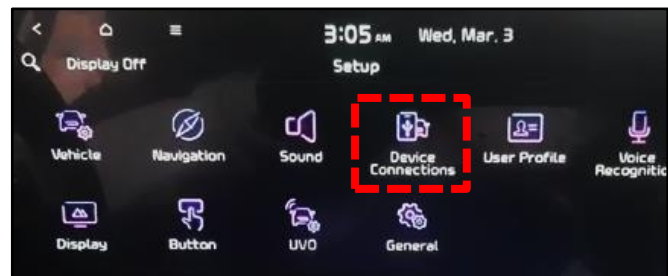 3:05 AM Wed, Mar. 3
Display Off Setup
Vehicle Navigation Sound Device Connections User Profile Voice
Display Button UVO General